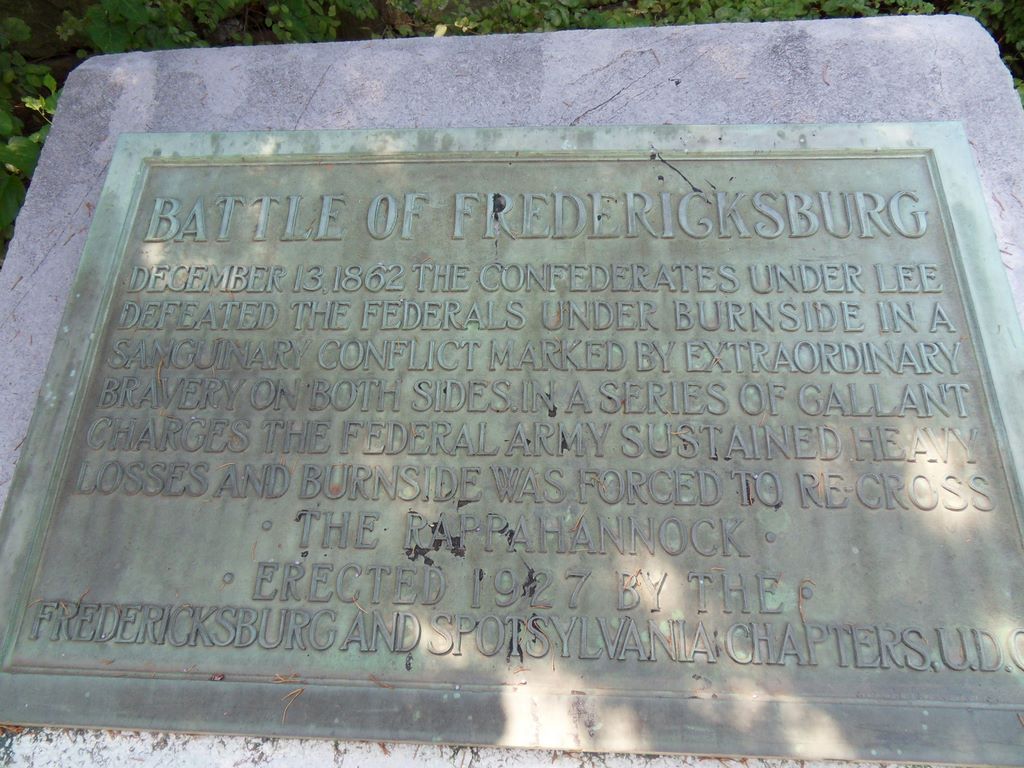 BATTLE OF FREDERICKSBURG
DECEMBER 13, 1862 THE CONFEDERATES UNDER LEE
DEFEATED THE FEDERALS UNDER BURNSIDE IN A
SANGUINARY CONFLICT MARKED BY EXTRAORDINARY
BRAVERY ON BOTH SIDES. IN A SERIES OF GALLANT
CHARGES THE FEDERAL ARMY SUSTAINED HEAVY
LOSSES AND BURNSIDE WAS FORCED TO RE-CROSS
· THE RAPPAHANNOCK ·
· ERECTED 1927 BY THE ·
FREDERICKSBURG AND SPOTSYLVANIA CHAPTERS, U.D.C